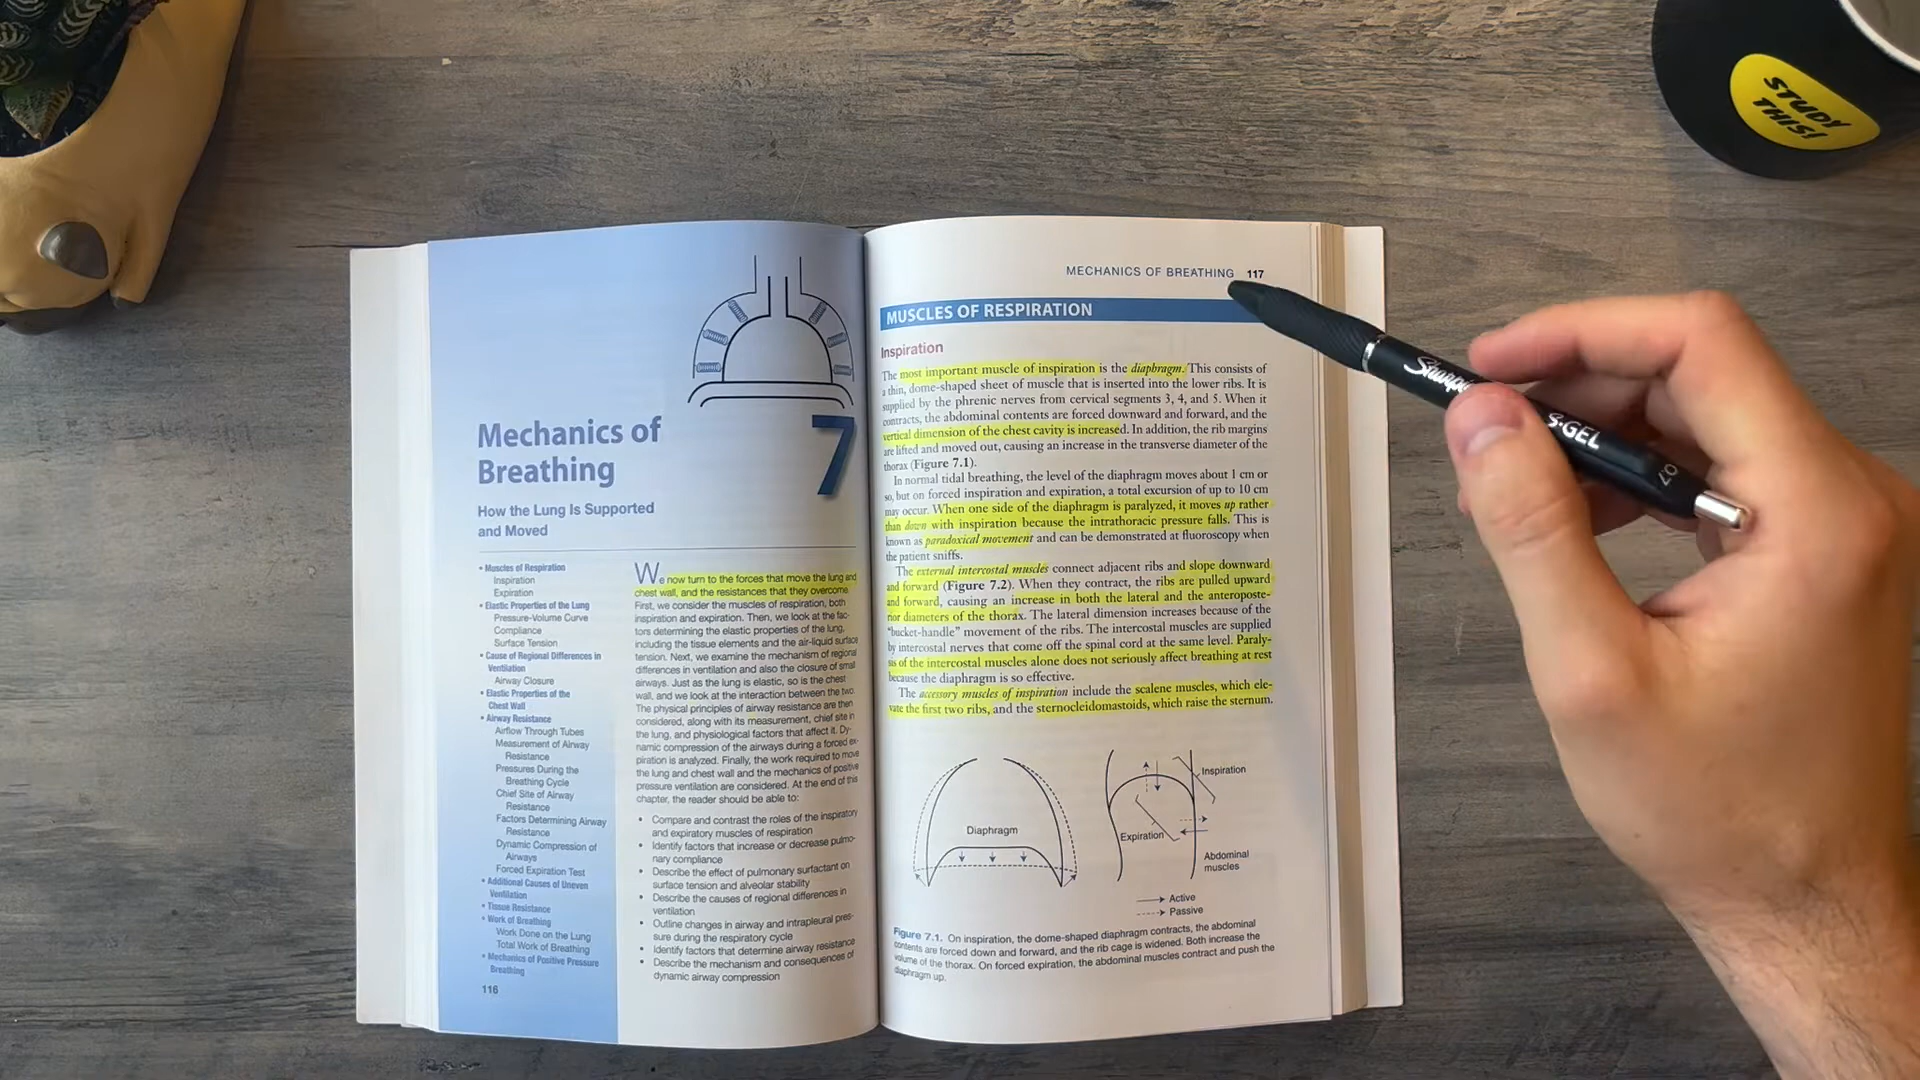 STUDY
THIS!
Sharpie
S·GEL
0.7
Mechanics of
Breathing
7
How the Lung Is Supported
and Moved
• Muscles of Respiration
Inspiration
Expiration
• Elastic Properties of the Lung
Pressure-Volume Curve
Compliance
Surface Tension
• Cause of Regional Differences in
Ventilation
Airway Closure
• Elastic Properties of the
Chest Wall
• Airway Resistance
Airflow Through Tubes
Measurement of Airway
Resistance
Pressures During the
Breathing Cycle
Chief Site of Airway
Resistance
Factors Determining Airway
Resistance
Dynamic Compression of
Airways
Forced Expiration Test
• Additional Causes of Uneven
Ventilation
• Tissue Resistance
• Work of Breathing
Work Done on the Lung
Total Work of Breathing
• Mechanics of Positive Pressure
Breathing
116
We now turn to the forces that move the lung and
chest wall, and the resistances that they overcome.
First, we consider the muscles of respiration, both
inspiration and expiration. Then, we look at the fac-
tors determining the elastic properties of the lung,
including the tissue elements and the air-liquid surface
tension. Next, we examine the mechanism of regional
differences in ventilation and also the closure of small
airways. Just as the lung is elastic, so is the chest
wall, and we look at the interaction between the two.
The physical principles of airway resistance are then
considered, along with its measurement, chief site in
the lung, and physiological factors that affect it. Dy-
namic compression of the airways during a forced ex-
piration is analyzed. Finally, the work required to move
the lung and chest wall and the mechanics of positive
pressure ventilation are considered. At the end of this
chapter, the reader should be able to:
• Compare and contrast the roles of the inspiratory
and expiratory muscles of respiration
• Identify factors that increase or decrease pulmo-
nary compliance
• Describe the effect of pulmonary surfactant on
surface tension and alveolar stability
• Describe the causes of regional differences in
ventilation
• Outline changes in airway and intrapleural pres-
sure during the respiratory cycle
• Identify factors that determine airway resistance
• Describe the mechanism and consequences of
dynamic airway compression
MECHANICS OF BREATHING 117
MUSCLES OF RESPIRATION
Inspiration
The most important muscle of inspiration is the diaphragm. This consists of
a thin, dome-shaped sheet of muscle that is inserted into the lower ribs. It is
supplied by the phrenic nerves from cervical segments 3, 4, and 5. When it
contracts, the abdominal contents are forced downward and forward, and the
vertical dimension of the chest cavity is increased. In addition, the rib margins
are lifted and moved out, causing an increase in the transverse diameter of the
thorax (Figure 7.1).
In normal tidal breathing, the level of the diaphragm moves about 1 cm or
so, but on forced inspiration and expiration, a total excursion of up to 10 cm
may occur. When one side of the diaphragm is paralyzed, it moves up rather
than down with inspiration because the intrathoracic pressure falls. This is
known as paradoxical movement and can be demonstrated at fluoroscopy when
the patient sniffs.
The external intercostal muscles connect adjacent ribs and slope downward
and forward (Figure 7.2). When they contract, the ribs are pulled upward
and forward, causing an increase in both the lateral and the anteroposte-
rior diameters of the thorax. The lateral dimension increases because of the
"bucket-handle" movement of the ribs. The intercostal muscles are supplied
by intercostal nerves that come off the spinal cord at the same level. Paraly-
sis of the intercostal muscles alone does not seriously affect breathing at rest
because the diaphragm is so effective.
The accessory muscles of inspiration include the scalene muscles, which ele-
vate the first two ribs, and the sternocleidomastoids, which raise the sternum.
Diaphragm
Inspiration
Expiration
Abdominal
muscles
Active
Passive
Figure 7.1. On inspiration, the dome-shaped diaphragm contracts, the abdominal
contents are forced down and forward, and the rib cage is widened. Both increase the
volume of the thorax. On forced expiration, the abdominal muscles contract and push the
diaphragm up.